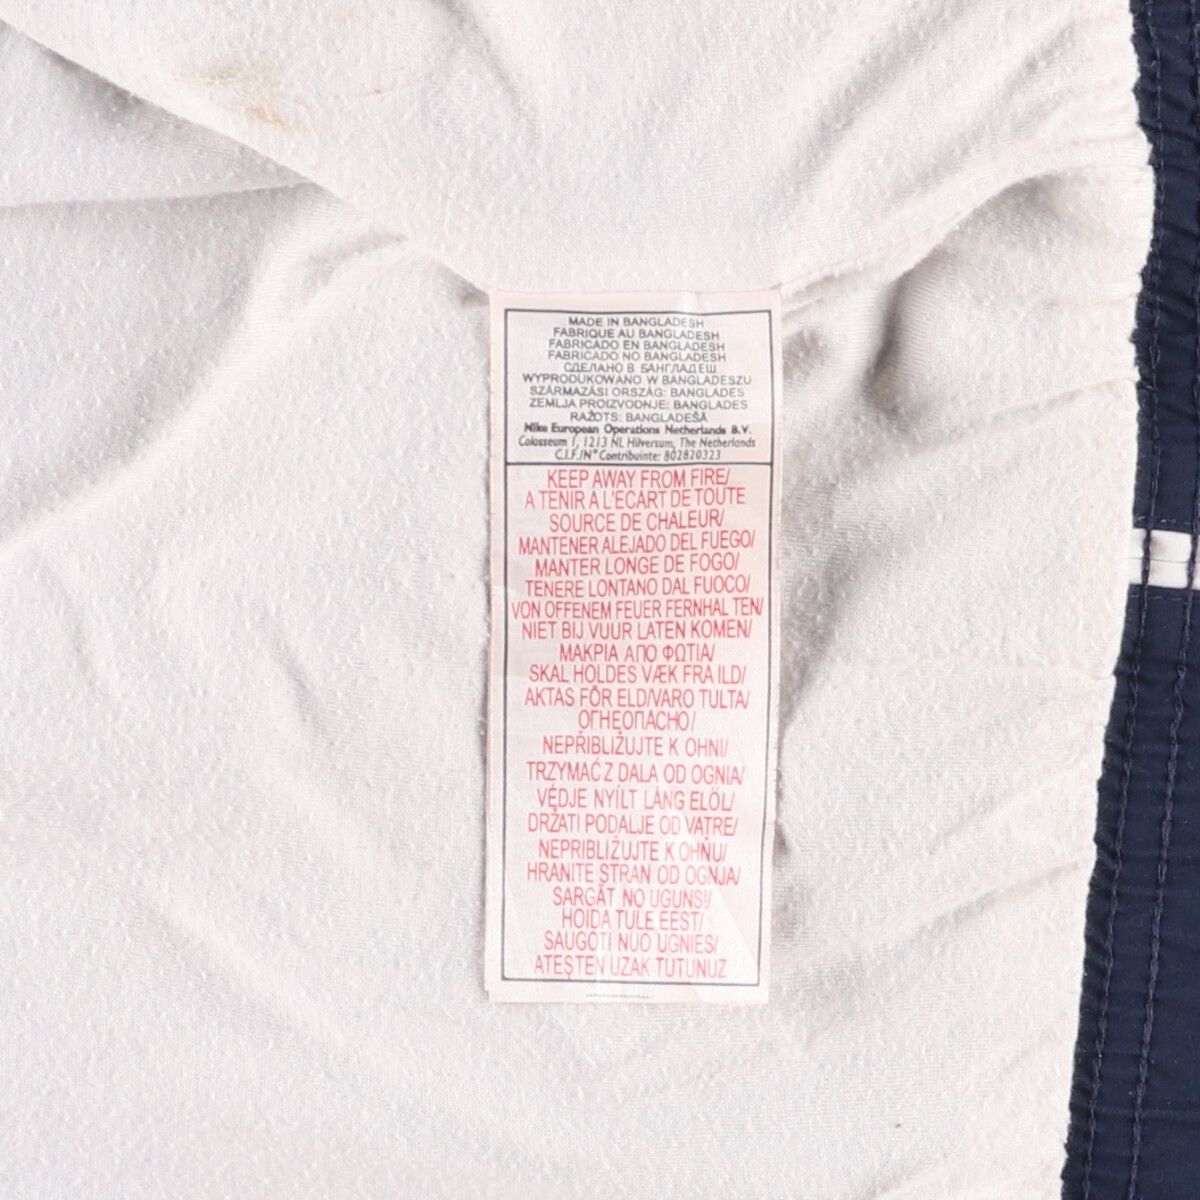 MADE IN BANGLADESH
FABRIQUE AU BANGLADESH
FABRICADO EN BANGLADESH
FABRICADO NO BANGLADESH
СДЕЛАНО В БАНГЛАДЕШ
WYPRODUKOWANO W BANGLADESZU
SZÁRMAZÁSI ORSZÁG: BANGLADES
ZEMLJA PROIZVODNJE: BANGLADES
RAŽOTS: BANGLADEŠĀ
Nike European Operations Netherlands B.V.
Colosseum 1, 1213 NL Hilversum, The Netherlands
C.I.F./N° Contribuinte: 802820323
KEEP AWAY FROM FIRE/
A TENIR A L'ECART DE TOUTE
SOURCE DE CHALEUR/
MANTENER ALEJADO DEL FUEGO/
MANTER LONGE DE FOGO/
TENERE LONTANO DAL FUOCO/
VON OFFENEM FEUER FERNHALTEN/
NIET BIJ VUUR LATEN KOMEN/
ΜΑΚΡΙΑ ΑΠΟ ΦΩΤΙΑ/
SKAL HOLDES VÆK FRA ILD/
AKTAS FÖR ELD/VARO TULTA/
ОГНЕОПАСНО/
NEPŘIBLIŽUJTE K OHNI/
TRZYMAĆ Z DALA OD OGNIA/
VÉDJE NYÍLT LÁNG ELŐL/
DRŽATI PODALJE OD VATRE/
NEPRIBLIŽUJTE K OHŇU/
HRANITE STRAN OD OGNJA/
SARGĀT NO UGUNS!/
HOIDA TULE EEST/
SAUGOTI NUO UGNIES/
ATEŞTEN UZAK TUTUNUZ